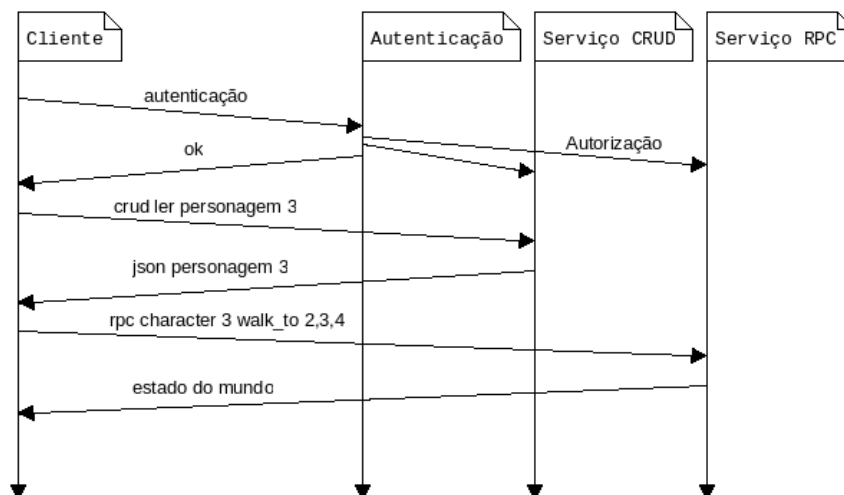 Cliente
Autenticação
Serviço CRUD
Serviço RPC
autenticação
Autorização
ok
crud ler personagem 3
json personagem 3
rpc character 3 walk_to 2,3,4
estado do mundo